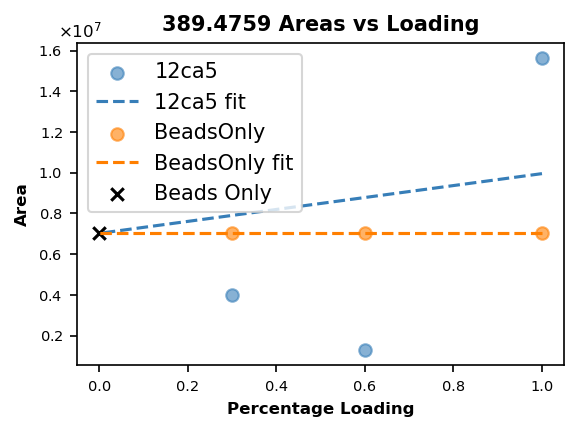 389.4759 Areas vs Loading
×10⁷
1.6
1.4
1.2
1.0
0.8
0.6
0.4
0.2
Area
12ca5
12ca5 fit
BeadsOnly
BeadsOnly fit
Beads Only
0.0 0.2 0.4 0.6 0.8 1.0
Percentage Loading